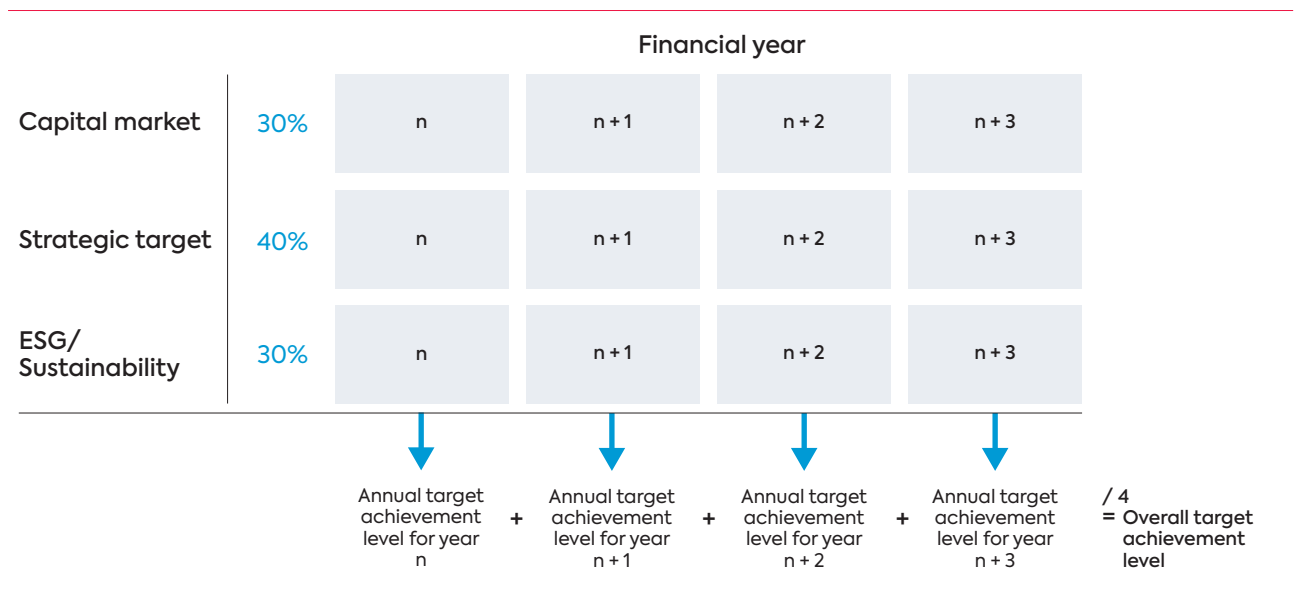 Financial year
Capital market 30% n n + 1 n + 2 n + 3
Strategic target 40% n n + 1 n + 2 n + 3
ESG/
Sustainability 30% n n + 1 n + 2 n + 3
Annual target
achievement
level for year
n
+
Annual target
achievement
level for year
n + 1
+
Annual target
achievement
level for year
n + 2
+
Annual target
achievement
level for year
n + 3
/ 4
= Overall target
achievement
level